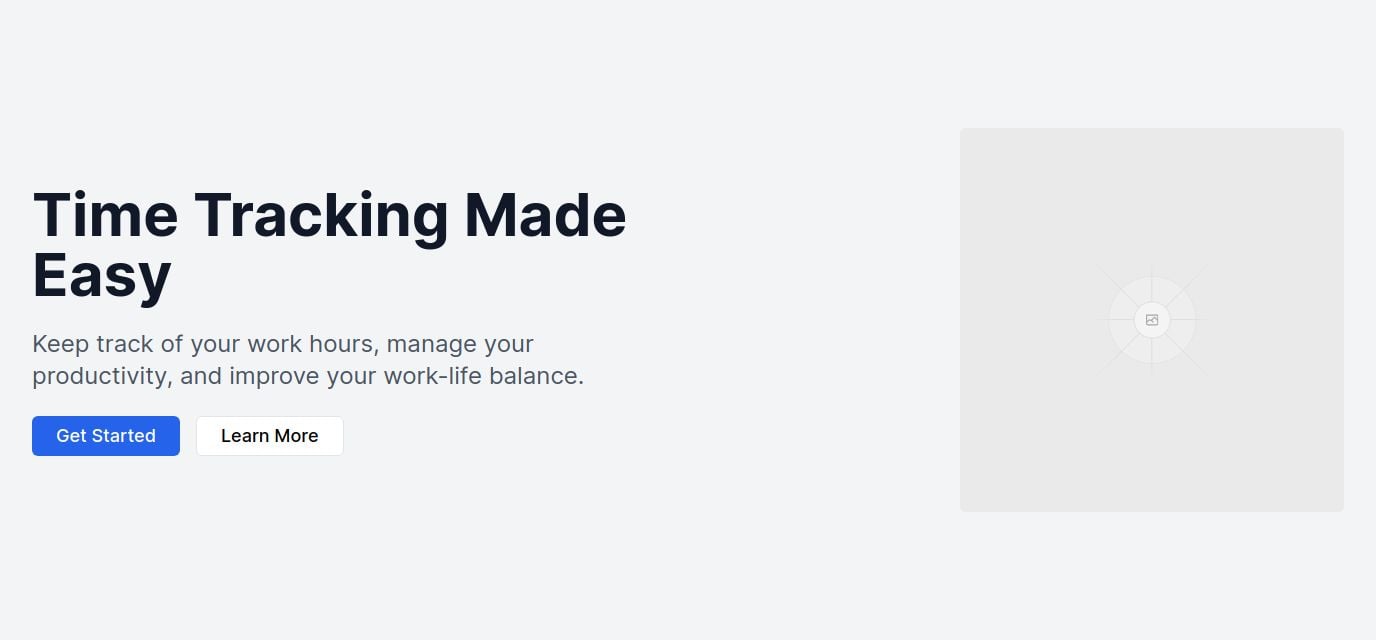 Time Tracking Made
Easy
Keep track of your work hours, manage your
productivity, and improve your work-life balance.
Get Started
Learn More